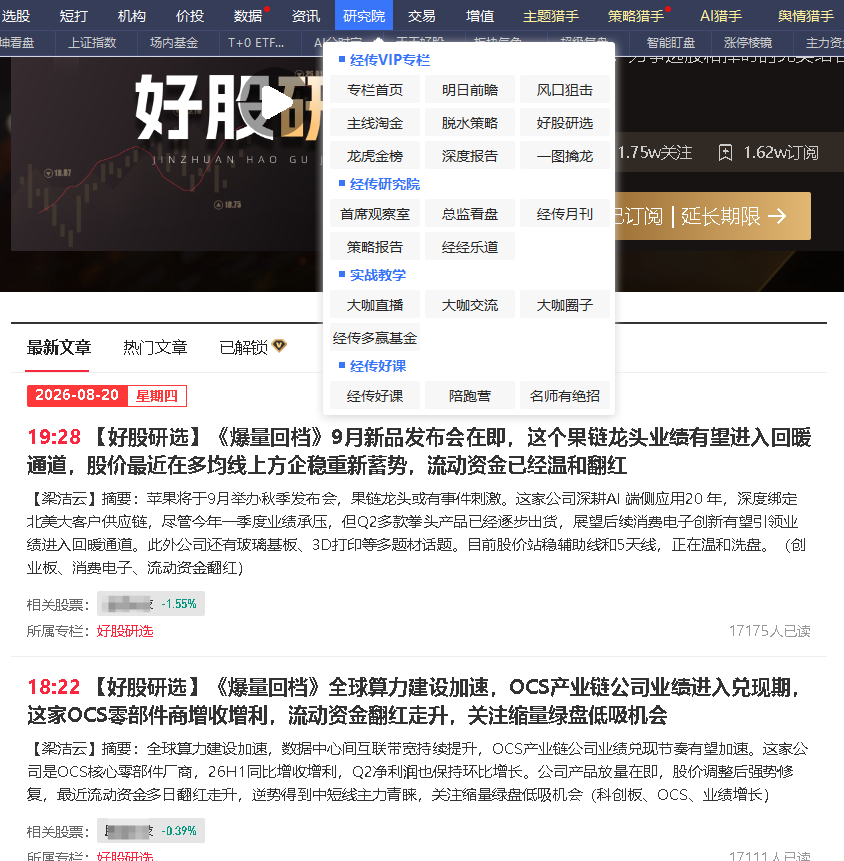 选股 短打 机构 价投 数据 资讯 研究院 交易 增值 主题猎手 策略猎手 AI猎手 舆情猎手
坤看盘 上证指数 场内基金 T+0 ETF... 智能盯盘 涨停棱镜 主力资
经传VIP专栏
专栏首页 明日前瞻 风口狙击
主线淘金 脱水策略 好股研选
龙虎金榜 深度报告 一图擒龙
经传研究院
首席观察室 总监看盘 经传月刊
策略报告 经经乐道
实战教学
大咖直播 大咖交流 大咖圈子
经传多赢基金
经传好课
经传好课 陪跑营 名师有绝招
好股研
JINZHUAN HAO GU J
18.87
18.75
1.75w关注 1.62w订阅
已订阅 | 延长期限 →
最新文章 热门文章 已解锁
2026-08-20 星期四
19:28 【好股研选】《爆量回档》9月新品发布会在即，这个果链龙头业绩有望进入回暖
通道，股价最近在多均线上方企稳重新蓄势，流动资金已经温和翻红
【梁洁云】摘要：苹果将于9月举办秋季发布会，果链龙头或有事件刺激。这家公司深耕AI 端侧应用20 年，深度绑定
北美大客户供应链，尽管今年一季度业绩承压，但Q2多款拳头产品已经逐步出货，展望后续消费电子创新有望引领业
绩进入回暖通道。此外公司还有玻璃基板、3D打印等多题材话题。目前股价站稳辅助线和5天线，正在温和洗盘。（创
业板、消费电子、流动资金翻红）
相关股票： -1.55%
所属专栏：好股研选 17175人已读
18:22 【好股研选】《爆量回档》全球算力建设加速，OCS产业链公司业绩进入兑现期，
这家OCS零部件商增收增利，流动资金翻红走升，关注缩量绿盘低吸机会
【梁洁云】摘要：全球算力建设加速，数据中心间互联带宽持续提升，OCS产业链公司业绩兑现节奏有望加速。这家公
司是OCS核心零部件厂商，26H1同比增收增利，Q2净利润也保持环比增长。公司产品放量在即，股价调整后强势修
复，最近流动资金多日翻红走升，逆势得到中短线主力青睐，关注缩量绿盘低吸机会（科创板、OCS、业绩增长）
相关股票： -0.39%
所属专栏：好股研选 17111人已读